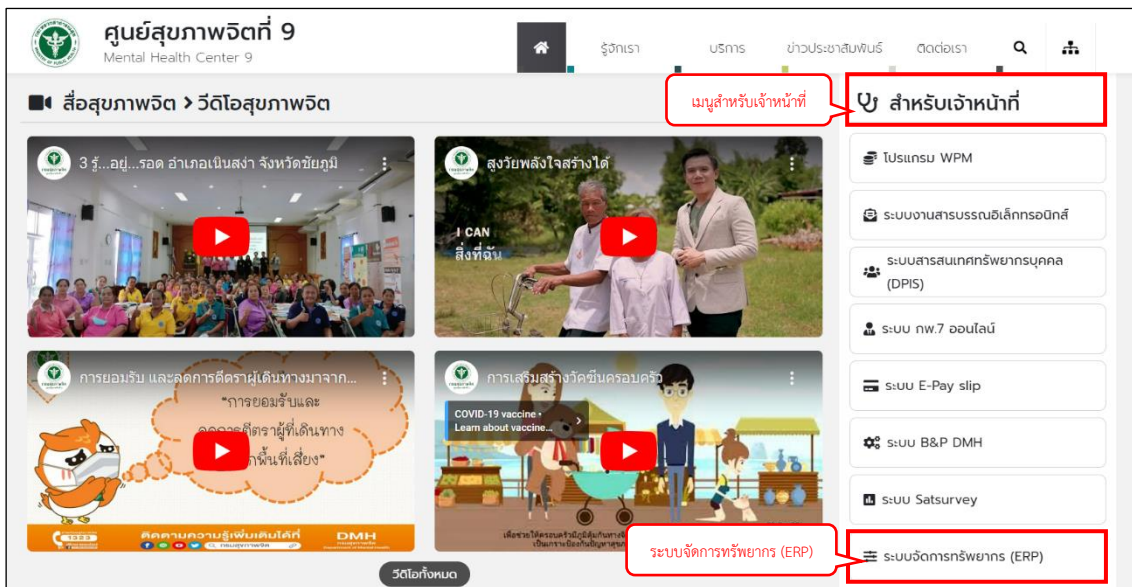 ศูนย์สุขภาพจิตที่ 9
Mental Health Center 9
รู้จักเรา
บริการ
ข่าวประชาสัมพันธ์
ติดต่อเรา
สื่อสุขภาพจิต > วีดิโอสุขภาพจิต
เมนูสำหรับเจ้าหน้าที่
สำหรับเจ้าหน้าที่
3 รู้...อยู่...รอด อำเภอเนินสง่า จังหวัดชัยภูมิ
สูงวัยพลังใจสร้างได้
I CAN
สิ่งที่ฉัน
โปรแกรม WPM
ระบบงานสารบรรณอิเล็กทรอนิกส์
ระบบสารสนเทศทรัพยากรบุคคล
(DPIS)
ระบบ กพ.7 ออนไลน์
การยอมรับ และลดการตีตราผู้เดินทางมาจาก...
"การยอมรับและ
ตีตราผู้ที่เดินทาง
พื้นที่เสี่ยง"
1323
ติดตามความรู้เพิ่มเติมได้ที่
กรมสุขภาพจิต
DMH
การเสริมสร้างวัคซีนครอบครัว
COVID-19 vaccine •
Learn about vaccine...
ระบบ E-Pay slip
ระบบ B&P DMH
ระบบ Satsurvey
ระบบจัดการทรัพยากร (ERP)
ระบบจัดการทรัพยากร (ERP)
วีดิโอทั้งหมด